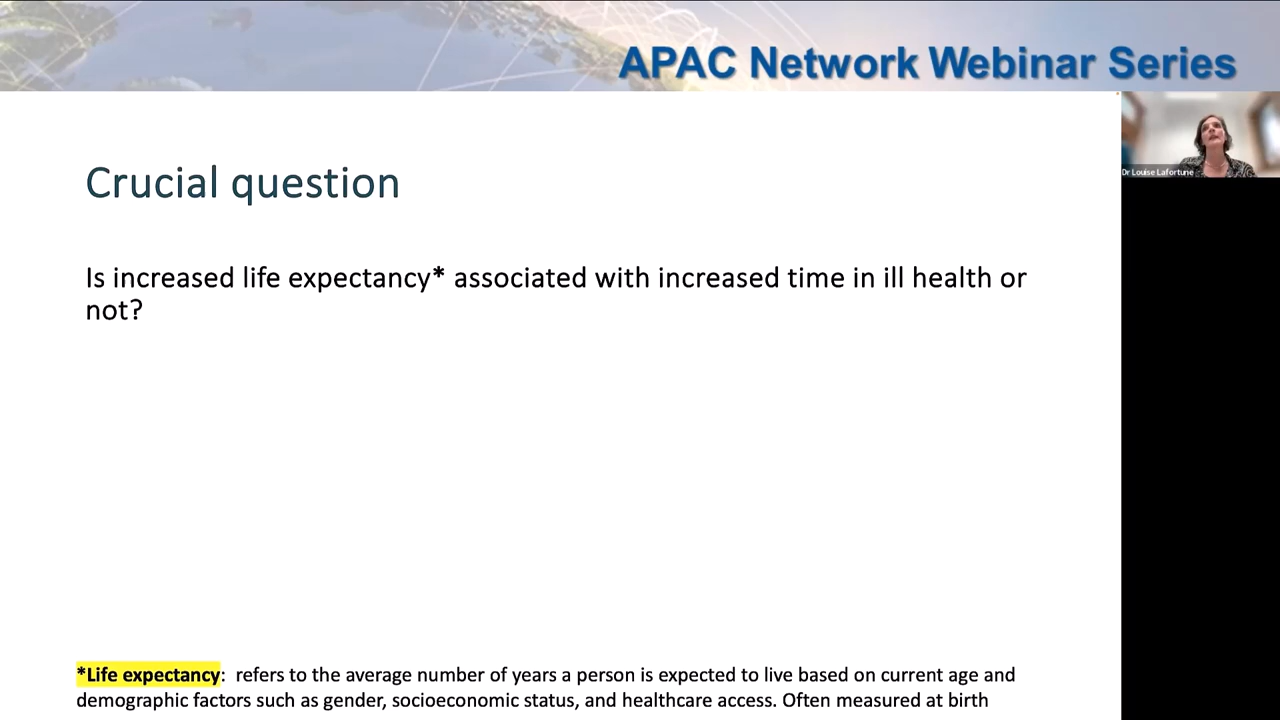 APAC Network Webinar Series
Dr Louise Lafortune
Crucial question
Is increased life expectancy* associated with increased time in ill health or
not?
*Life expectancy: refers to the average number of years a person is expected to live based on current age and
demographic factors such as gender, socioeconomic status, and healthcare access. Often measured at birth